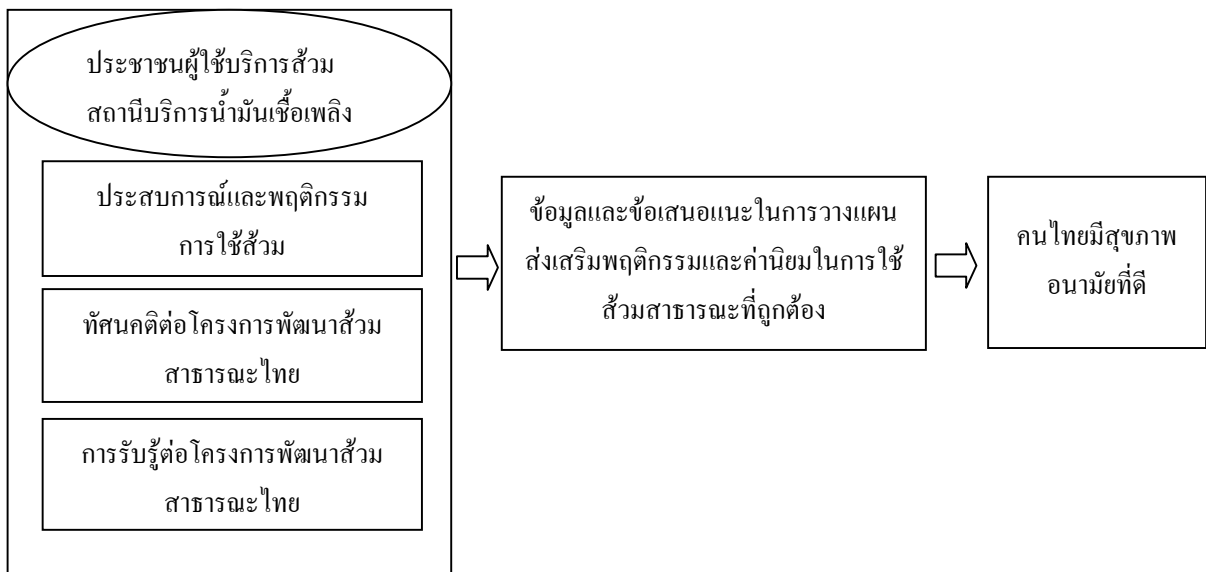 ประชาชนผู้ใช้บริการส้วม
สถานีบริการน้ำมันเชื้อเพลิง
ประสบการณ์และพฤติกรรม
การใช้ส้วม
ทัศนคติต่อโครงการพัฒนาส้วม
สาธารณะไทย
การรับรู้ต่อโครงการพัฒนาส้วม
สาธารณะไทย
ข้อมูลและข้อเสนอแนะในการวางแผน
ส่งเสริมพฤติกรรมและค่านิยมในการใช้
ส้วมสาธารณะที่ถูกต้อง
คนไทยมีสุขภาพ
อนามัยที่ดี